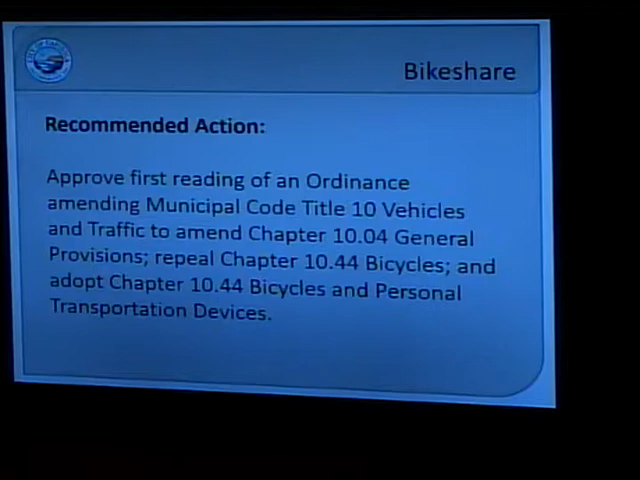 Bikeshare
Recommended Action:
Approve first reading of an Ordinance
amending Municipal Code Title 10 Vehicles
and Traffic to amend Chapter 10.04 General
Provisions; repeal Chapter 10.44 Bicycles; and
adopt Chapter 10.44 Bicycles and Personal
Transportation Devices.